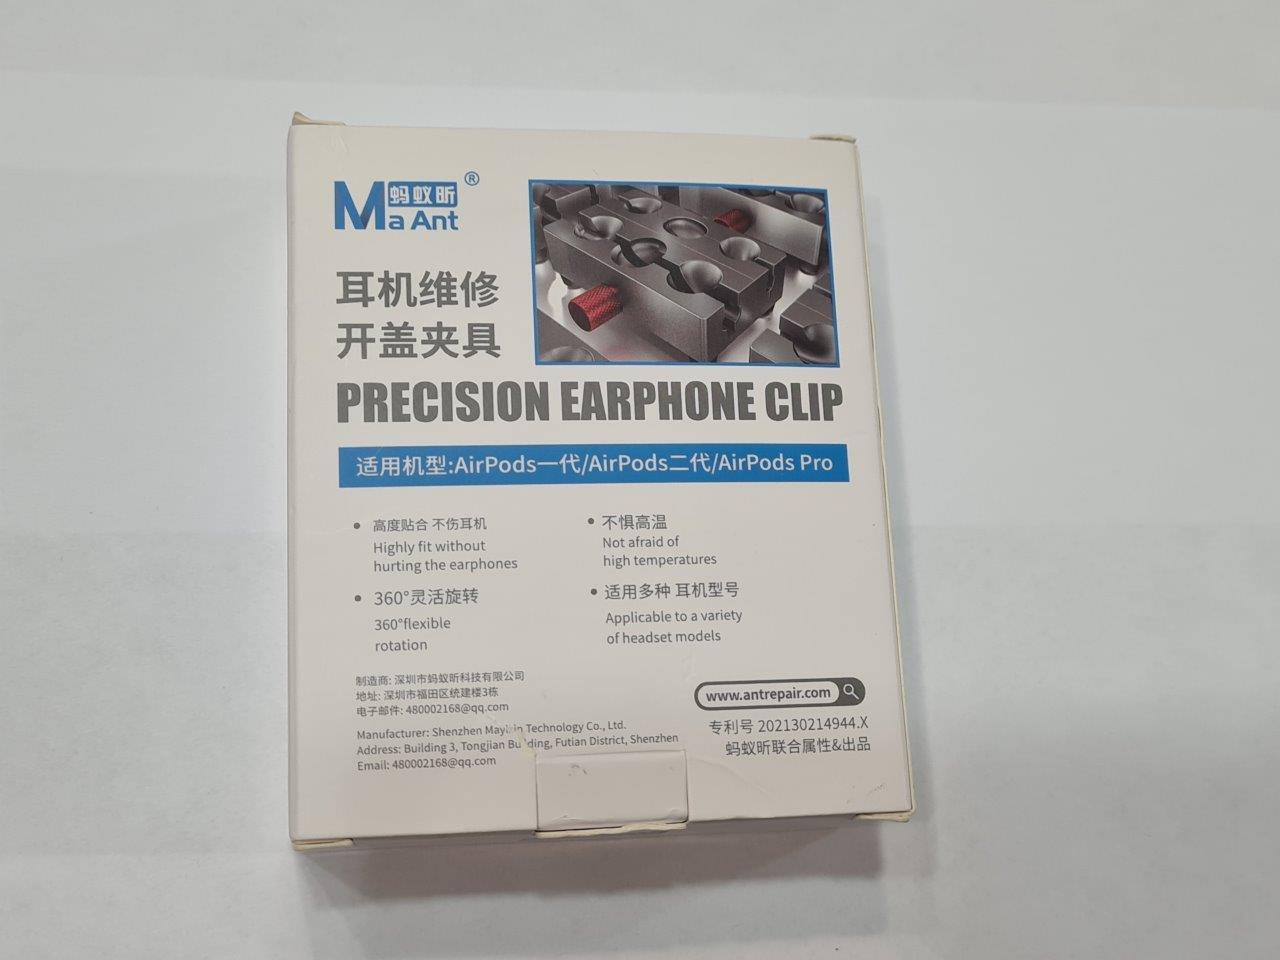 Ma Ant 蚂蚁昕 ®
耳机维修
开盖夹具
PRECISION EARPHONE CLIP
适用机型:AirPods一代/AirPods二代/AirPods Pro
• 高度贴合 不伤耳机
Highly fit without
hurting the earphones
• 360°灵活旋转
360°flexible
rotation
• 不惧高温
Not afraid of
high temperatures
• 适用多种 耳机型号
Applicable to a variety
of headset models
制造商: 深圳市蚂蚁昕科技有限公司
地址: 深圳市福田区统建楼3栋
电子邮件: 480002168@qq.com
Manufacturer: Shenzhen Technology Co., Ltd.
Address: Building 3, Tongjian Building, Futian District, Shenzhen
Email: 480002168@qq.com
www.antrepair.com
专利号 202130214944.X
蚂蚁昕联合属性&出品